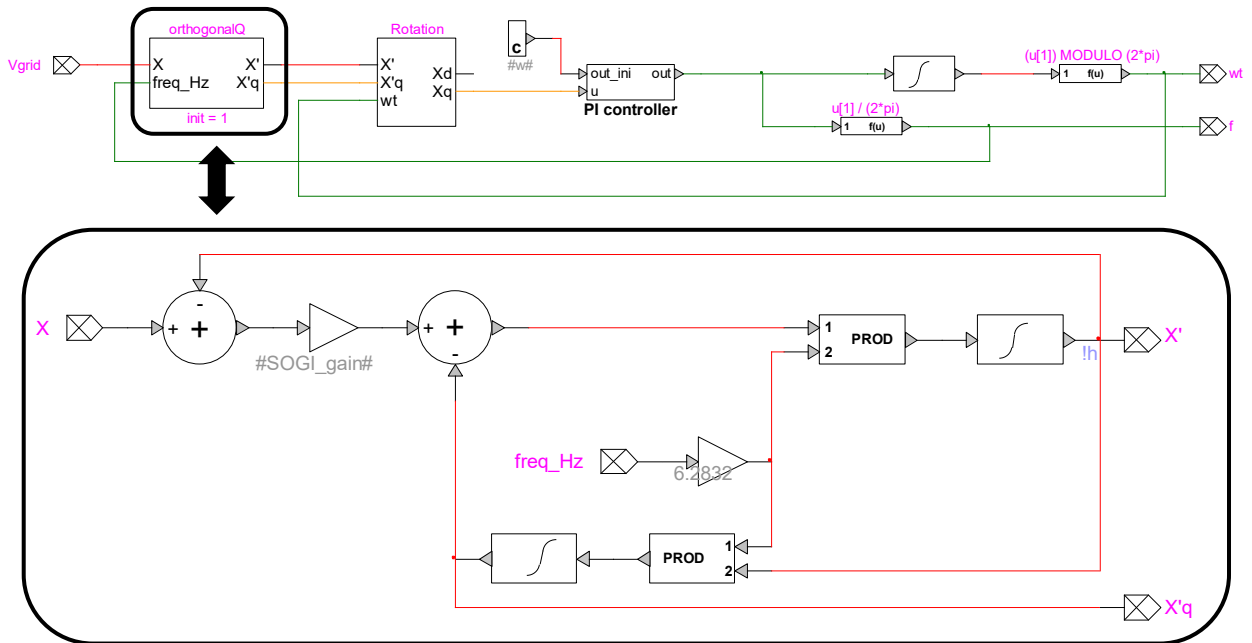 orthogonalQ
Rotation
(u[1]) MODULO (2*pi)
Vgrid
X
X'
freq_Hz
X'q
init = 1
X'
X'q
wt
Xd
Xq
c
#w#
out_ini
out
u
PI controller
1
f(u)
wt
u[1] / (2*pi)
1
f(u)
f
X
+
-
+
#SOGI_gain#
+
+
-
1
2
PROD
!h
X'
freq_Hz
6.2832
PROD
1
2
X'q